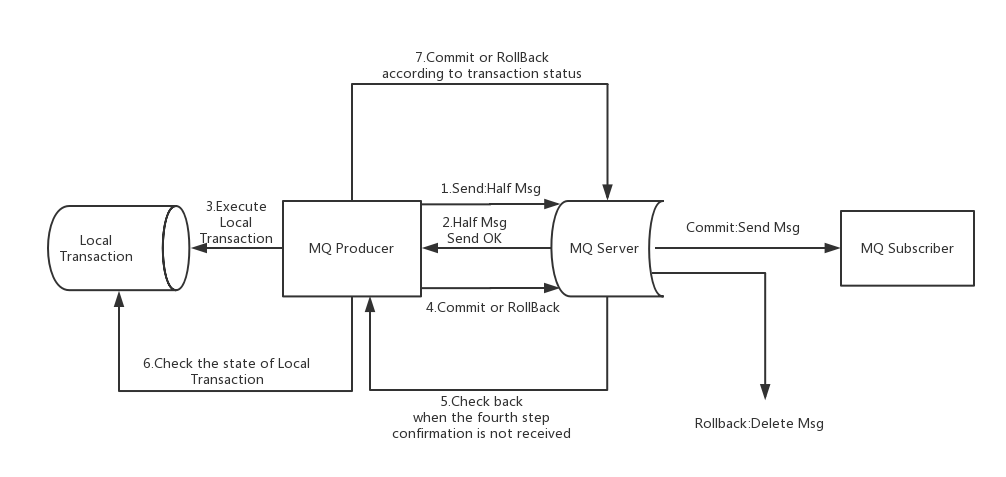 7.Commit or RollBack
according to transaction status
1.Send:Half Msg
3.Execute
Local
Transaction
2.Half Msg
Send OK
Local
Transaction
MQ Producer
MQ Server
Commit:Send Msg
MQ Subscriber
4.Commit or RollBack
6.Check the state of Local
Transaction
5.Check back
when the fourth step
confirmation is not received
Rollback:Delete Msg